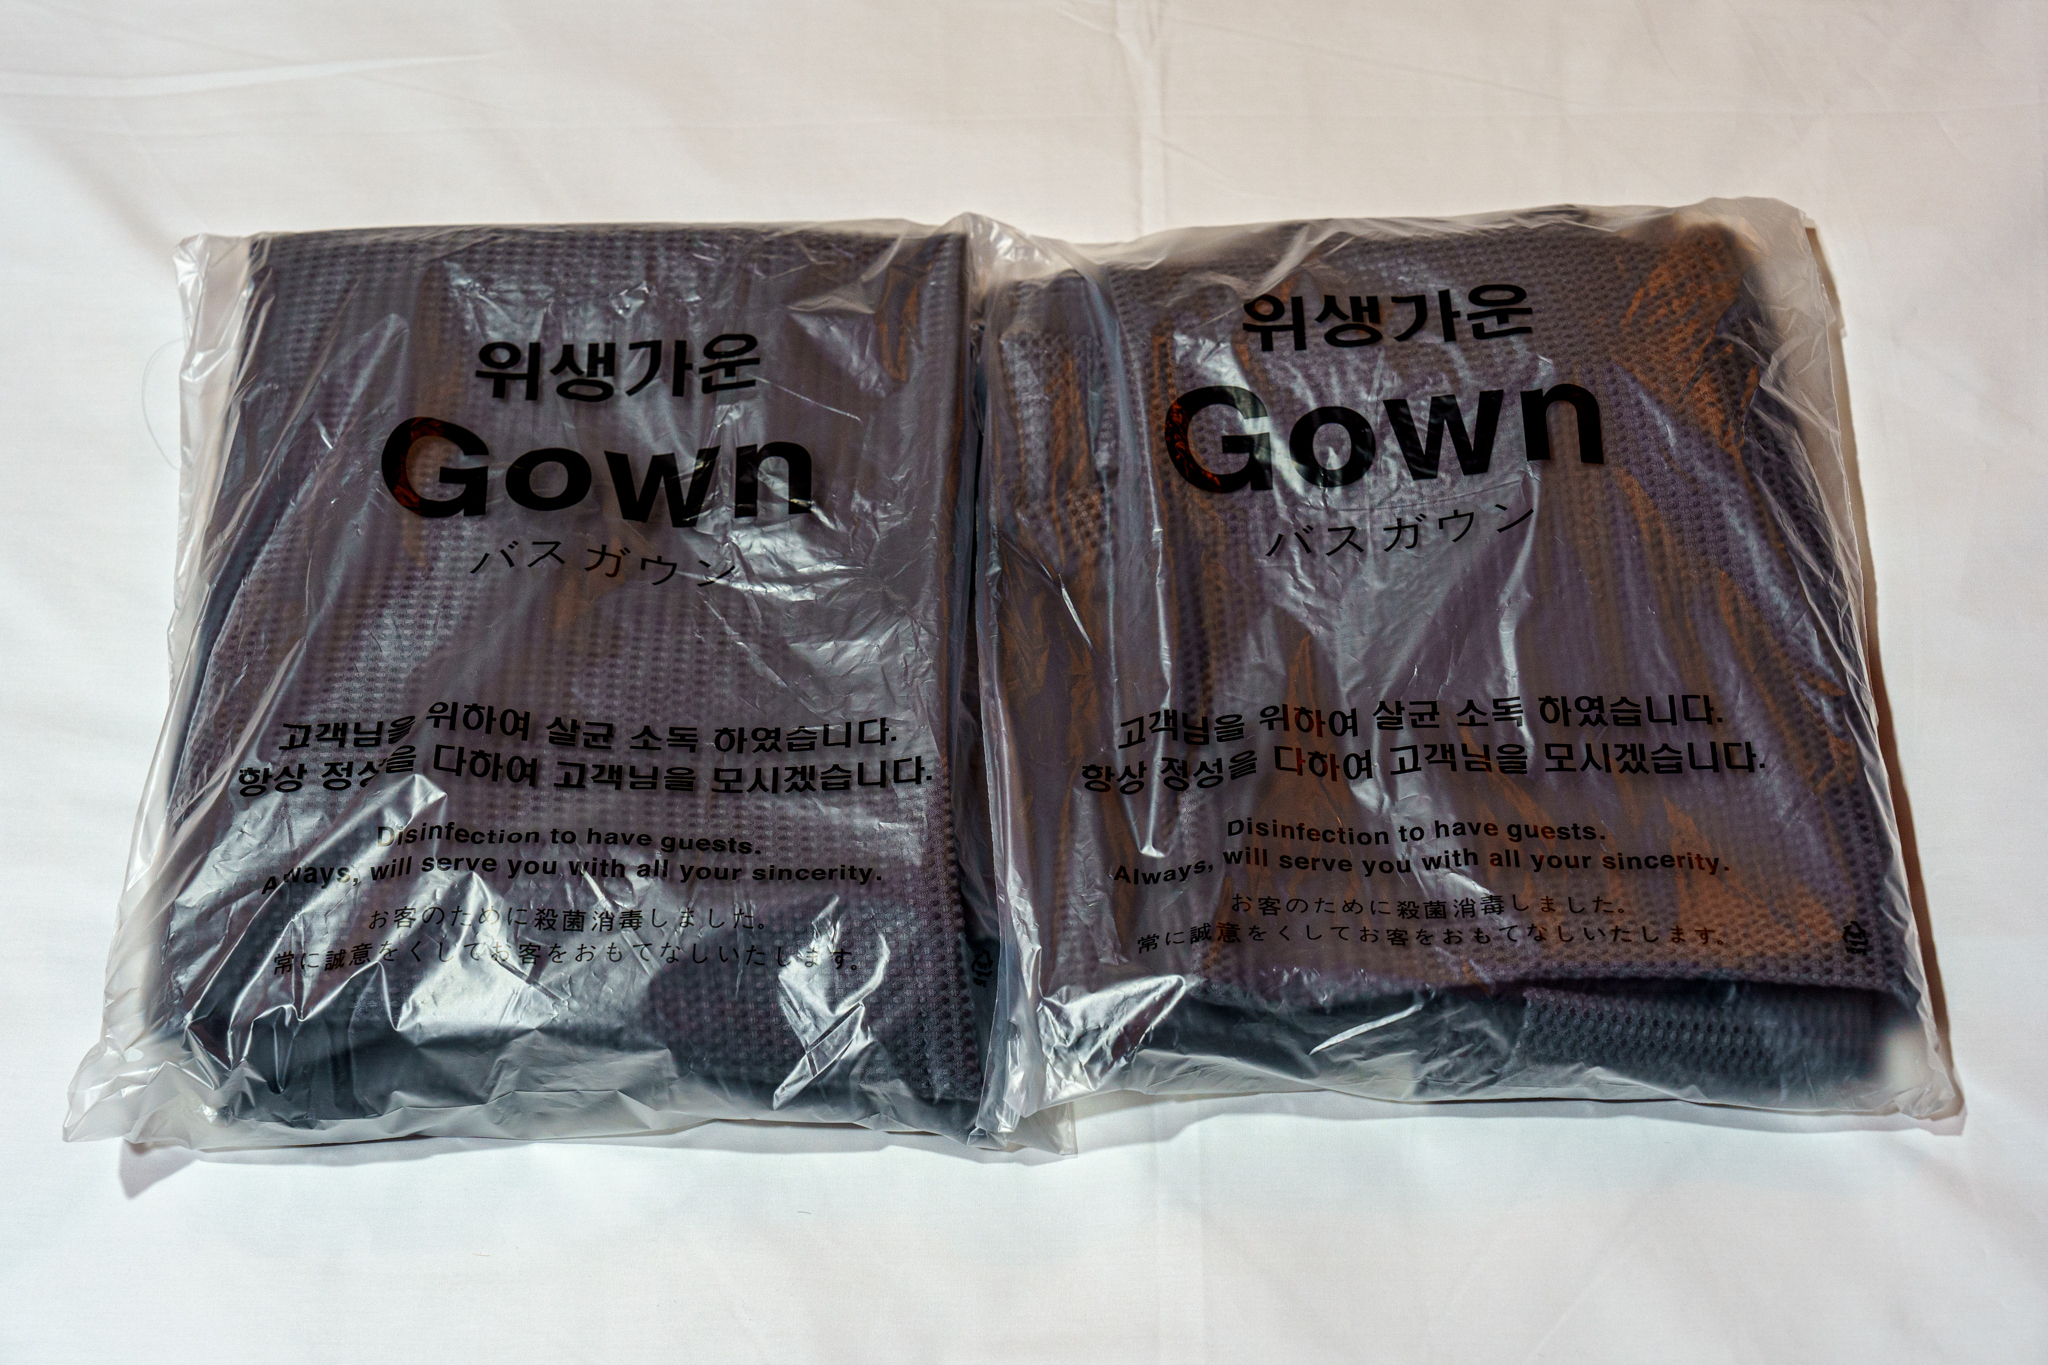 위생가운
Gown
バスガウン
고객님을 위하여 살균 소독 하였습니다.
항상 정성을 다하여 고객님을 모시겠습니다.
Disinfection to have guests.
Always, will serve you with all your sincerity.
お客のために殺菌消毒しました。
常に誠意をくしてお客をおもてなしいたします。
위생가운
Gown
バスガウン
고객님을 위하여 살균 소독 하였습니다.
항상 정성을 다하여 고객님을 모시겠습니다.
Disinfection to have guests.
Always, will serve you with all your sincerity.
お客のために殺菌消毒しました。
常に誠意をくしてお客をおもてなしいたします。